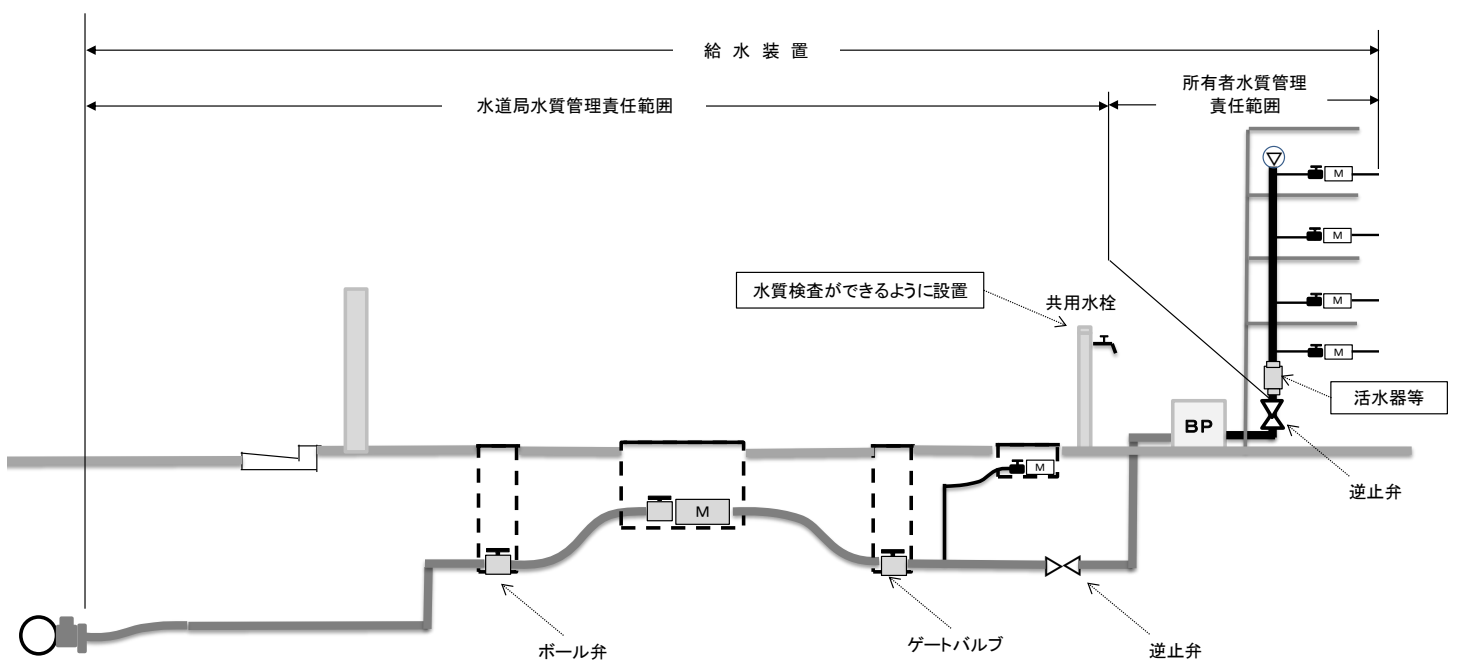 給水装置
水道局水質管理責任範囲
所有者水質管理
責任範囲
M
M
M
M
水質検査ができるように設置
共用水栓
活水器等
BP
M
M
逆止弁
ボール弁
ゲートバルブ
逆止弁